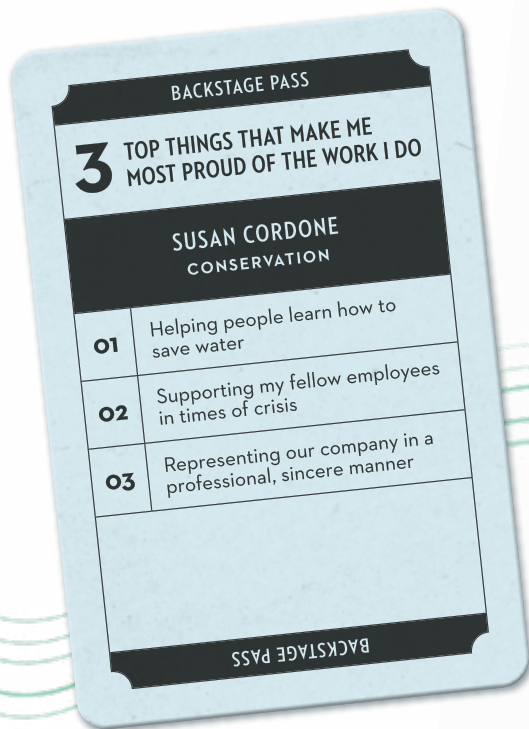 BACKSTAGE PASS
3 TOP THINGS THAT MAKE ME
MOST PROUD OF THE WORK I DO
SUSAN CORDONE
CONSERVATION
01 Helping people learn how to
save water
02 Supporting my fellow employees
in times of crisis
03 Representing our company in a
professional, sincere manner
BACKSTAGE PASS